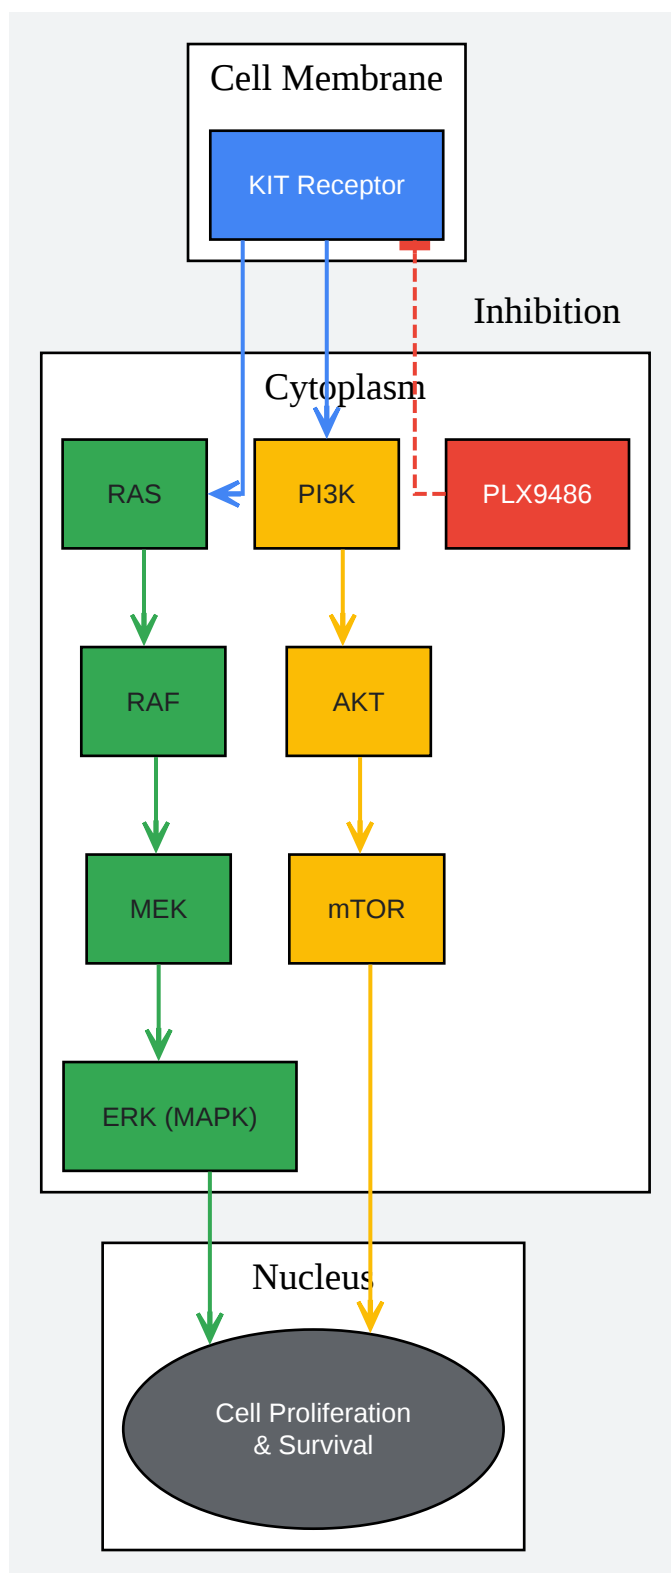 Cell Membrane
KIT Receptor
Inhibition
Cytoplasm
RAS
PI3K
PLX9486
RAF
AKT
MEK
mTOR
ERK (MAPK)
Nucleus
Cell Proliferation
& Survival